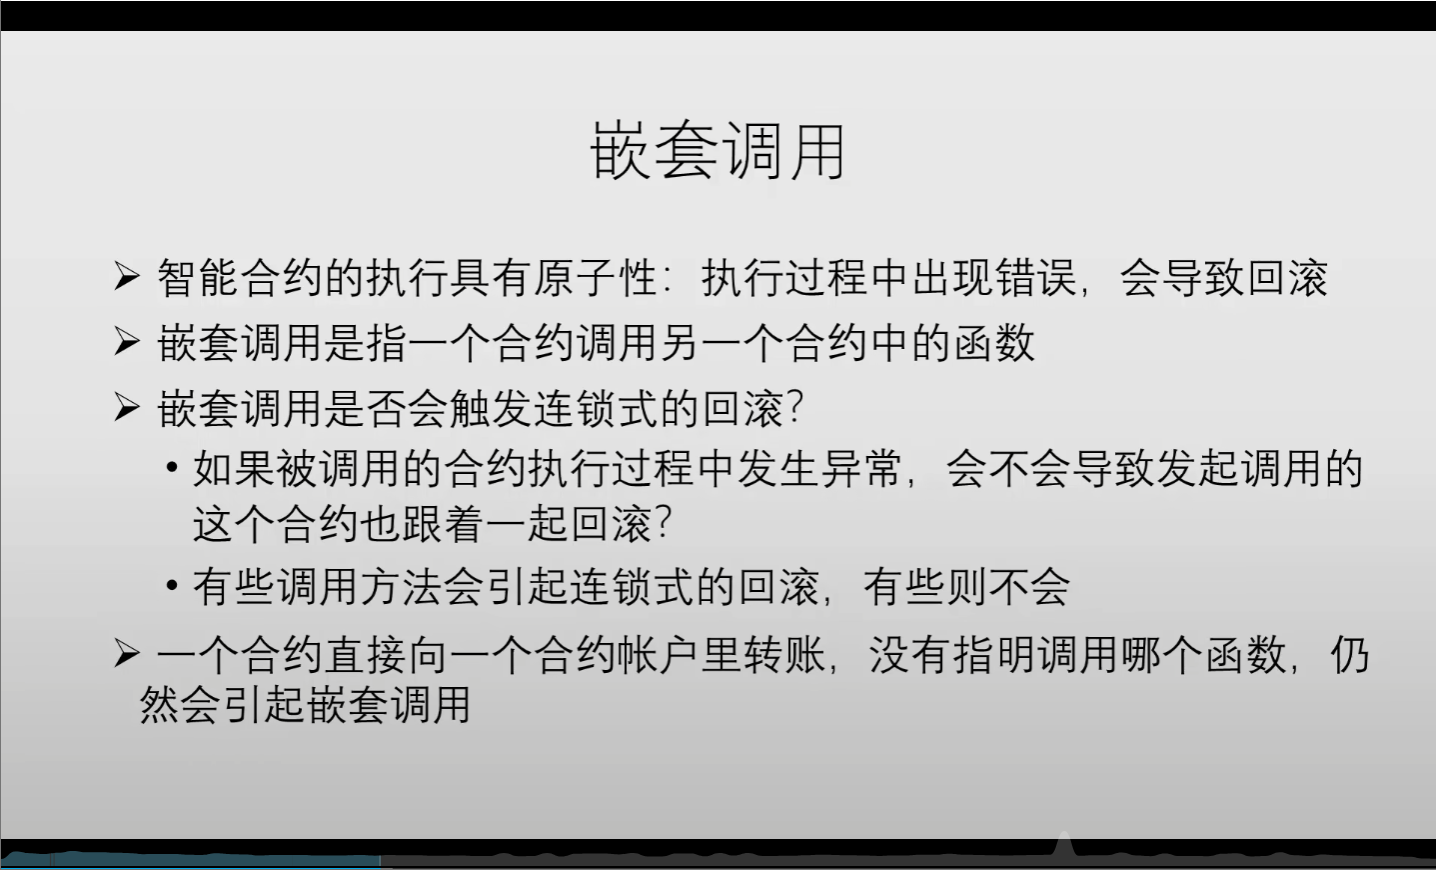 嵌套调用
➢ 智能合约的执行具有原子性：执行过程中出现错误，会导致回滚
➢ 嵌套调用是指一个合约调用另一个合约中的函数
➢ 嵌套调用是否会触发连锁式的回滚？
• 如果被调用的合约执行过程中发生异常，会不会导致发起调用的
这个合约也跟着一起回滚？
• 有些调用方法会引起连锁式的回滚，有些则不会
➢ 一个合约直接向一个合约帐户里转账，没有指明调用哪个函数，仍
然会引起嵌套调用